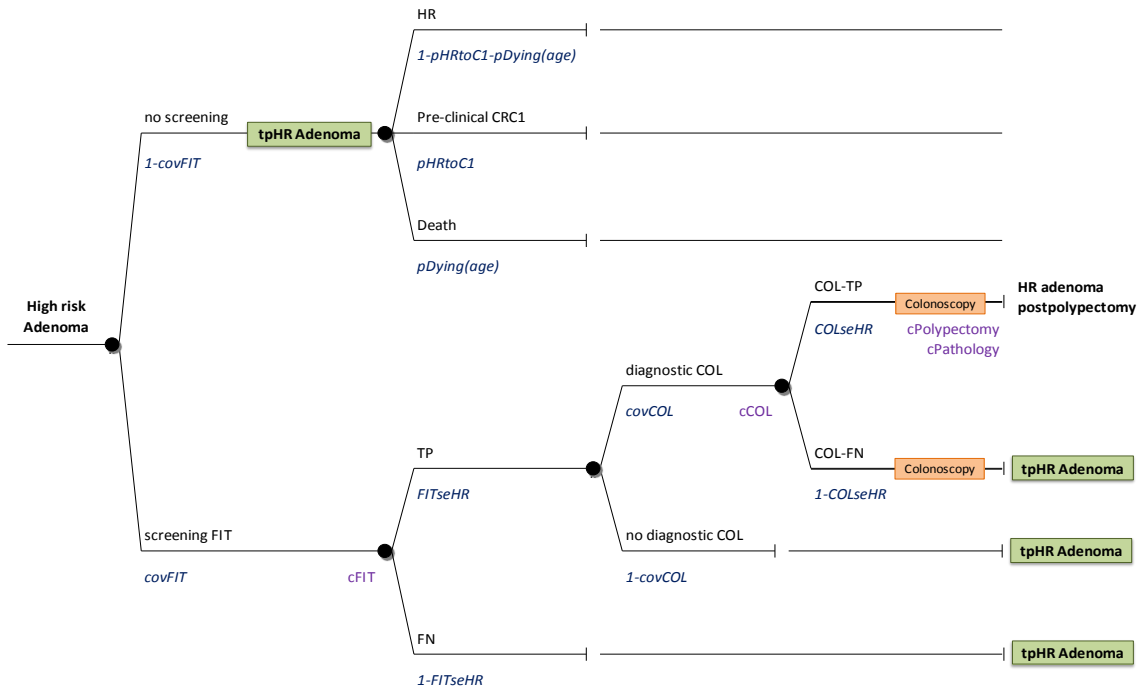 HR
1-pHRtoC1-pDying(age)
no screening
tpHR Adenoma
Pre-clinical CRC1
1-covFIT
pHRtoC1
Death
pDying(age)
High risk
Adenoma
COL-TP
Colonoscopy
HR adenoma
postpolypectomy
COLseHR
cPolypectomy
cPathology
diagnostic COL
covCOL
cCOL
TP
FITseHR
COL-FN
Colonoscopy
tpHR Adenoma
1-COLseHR
screening FIT
covFIT
cFIT
no diagnostic COL
tpHR Adenoma
1-covCOL
FN
tpHR Adenoma
1-FITseHR